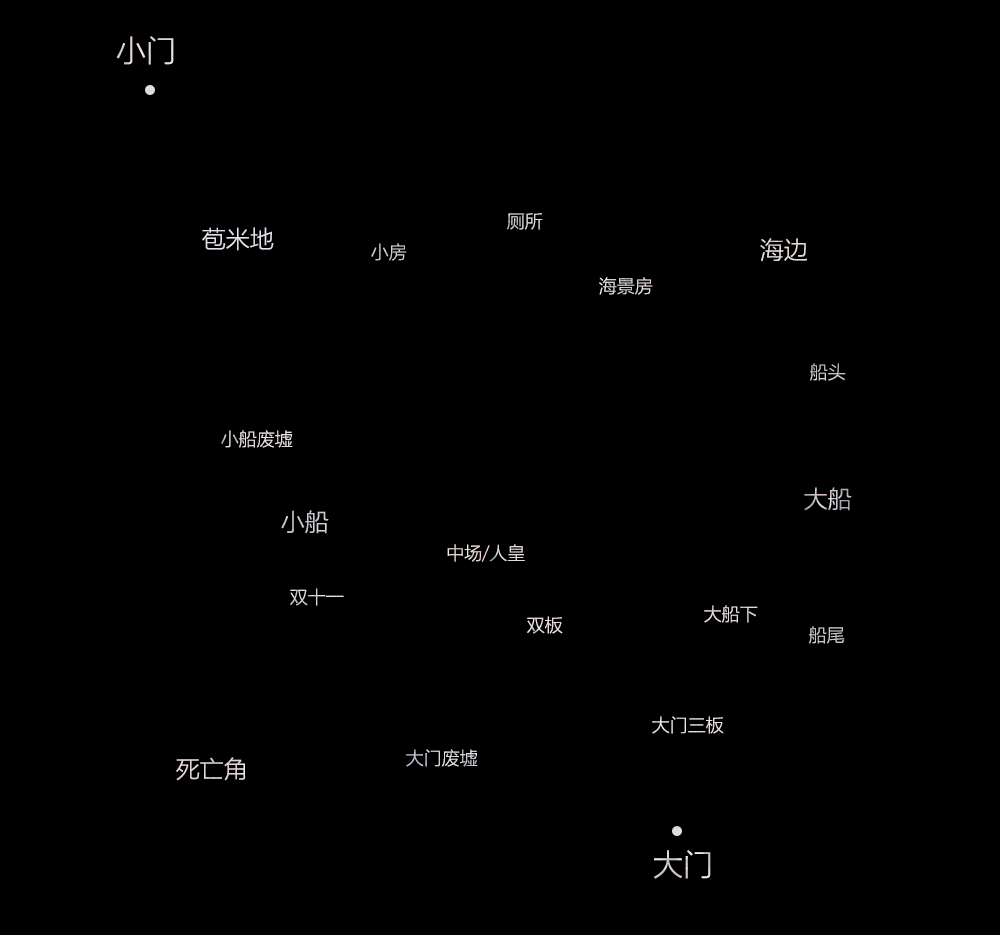 小门
厕所
苞米地
小房
海边
海景房
船头
小船废墟
大船
小船
中场/人皇
双十一
大船下
双板
船尾
大门三板
大门废墟
死亡角
大门